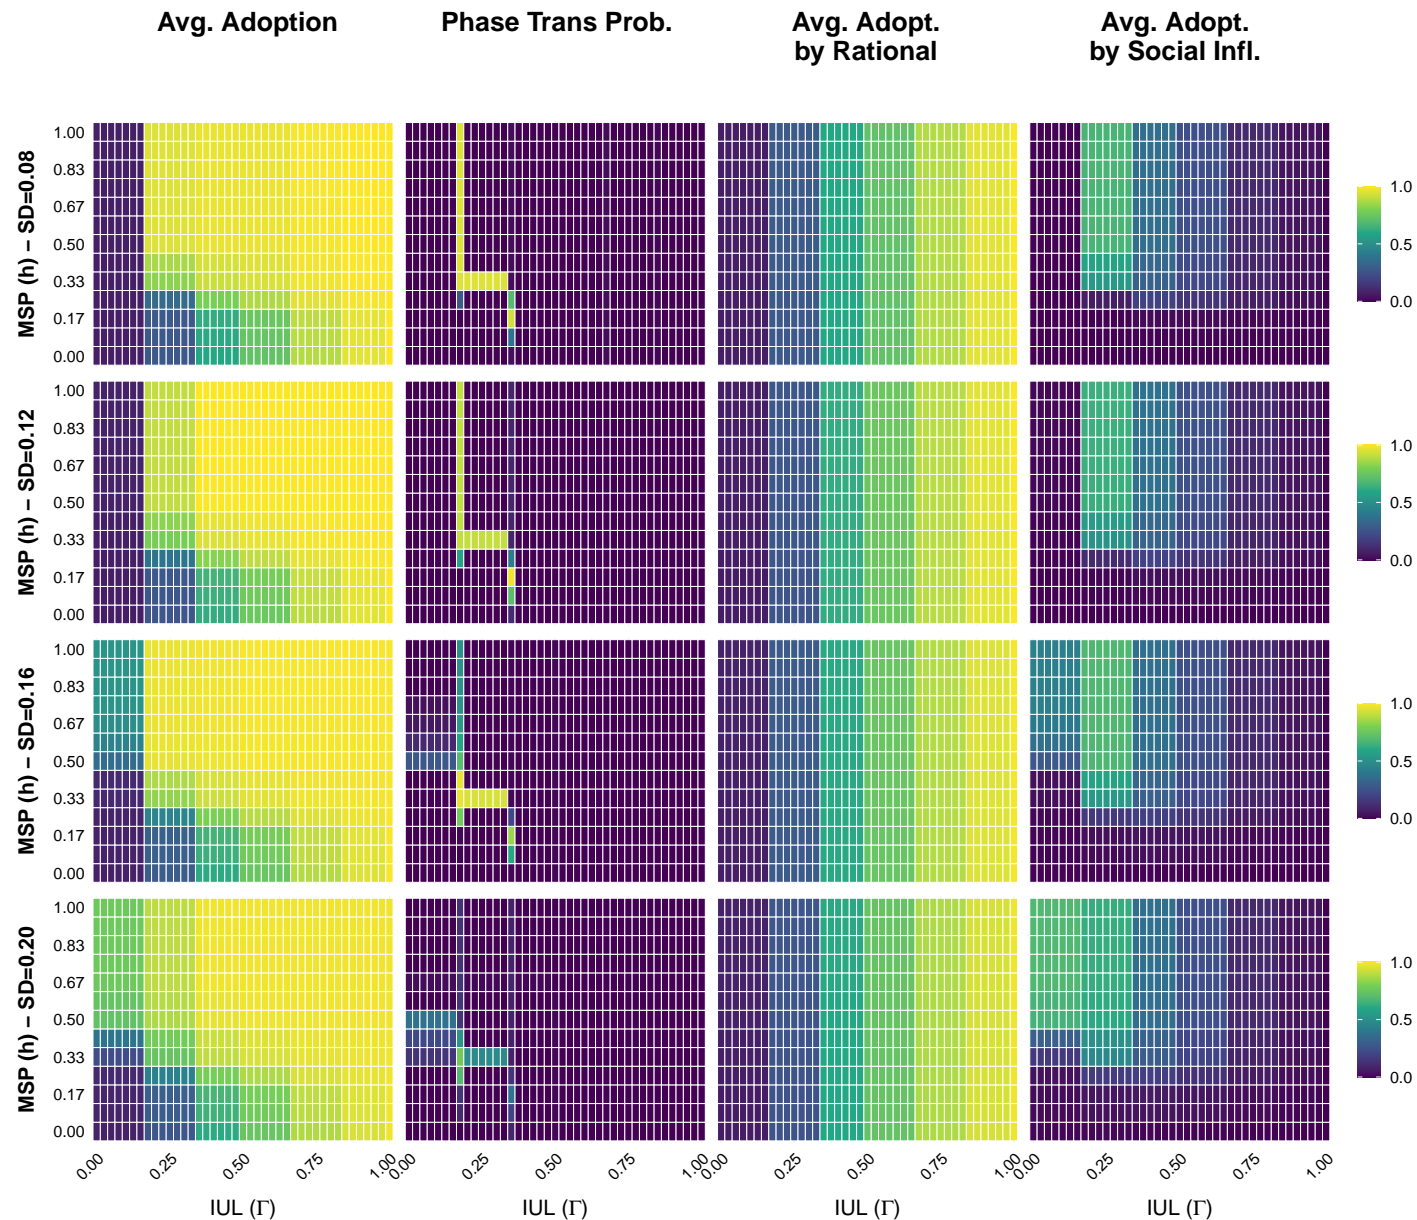 Avg. Adoption
Phase Trans Prob.
Avg. Adopt.
by Rational
Avg. Adopt.
by Social Infl.
MSP (h) − SD=0.08
1.00
0.83
0.67
0.50
0.33
0.17
0.00
1.0
0.5
0.0
MSP (h) − SD=0.12
1.00
0.83
0.67
0.50
0.33
0.17
0.00
1.0
0.5
0.0
MSP (h) − SD=0.16
1.00
0.83
0.67
0.50
0.33
0.17
0.00
1.0
0.5
0.0
MSP (h) − SD=0.20
1.00
0.83
0.67
0.50
0.33
0.17
0.00
1.0
0.5
0.0
0.00 0.25 0.50 0.75 1.00
0.00 0.25 0.50 0.75 1.00
0.00 0.25 0.50 0.75 1.00
0.25 0.50 0.75 1.00
IUL (Γ)
IUL (Γ)
IUL (Γ)
IUL (Γ)